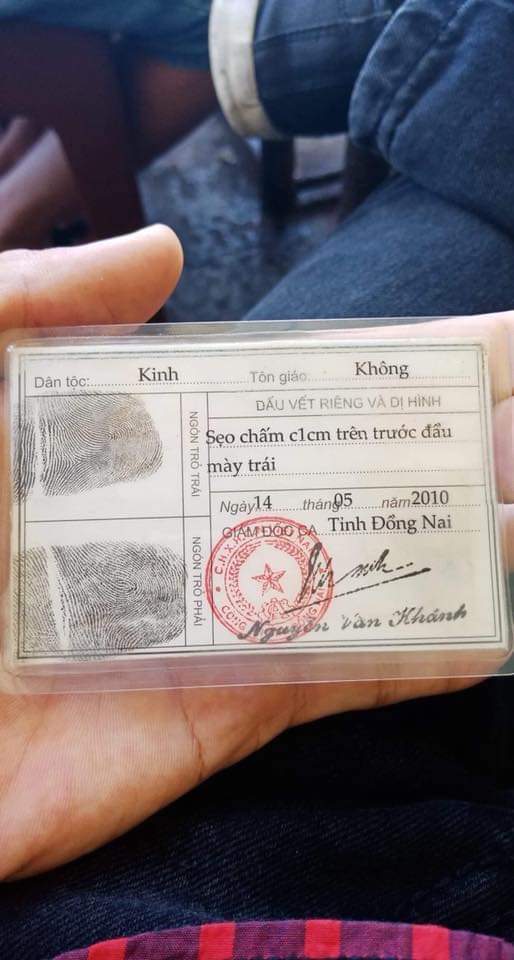 Dân tộc: Kinh Tôn giáo: Không
NGÓN TRỎ TRÁI
DẤU VẾT RIÊNG VÀ DỊ HÌNH
Sẹo chấm c1cm trên trước đầu
mày trái
Ngày 14 tháng 05 năm 2010
GIÁM ĐỐC CA Tỉnh Đồng Nai
NGÓN TRỎ PHẢI
Nguyễn Văn Khánh